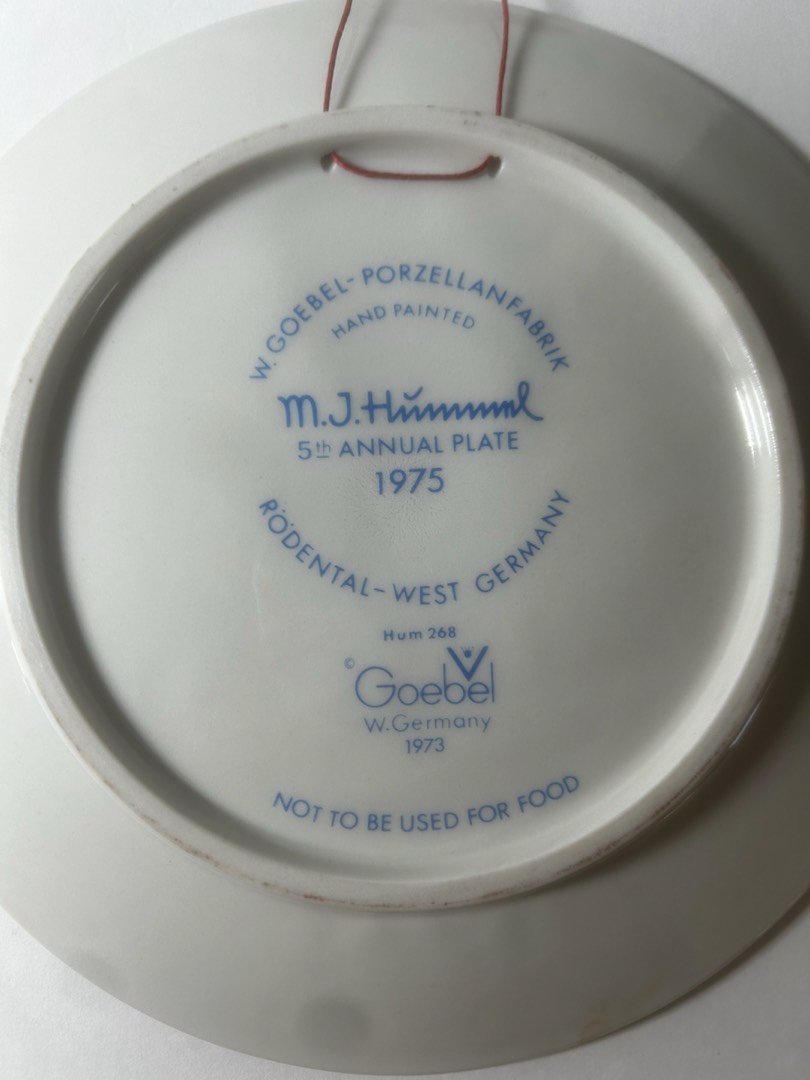 W. GOEBEL-PORZELLANFABRIK
HAND PAINTED
M.J.Hummel
5th ANNUAL PLATE
1975
RÖDENTAL-WEST GERMANY
Hum 268
© Goebel
W.Germany
1973
NOT TO BE USED FOR FOOD